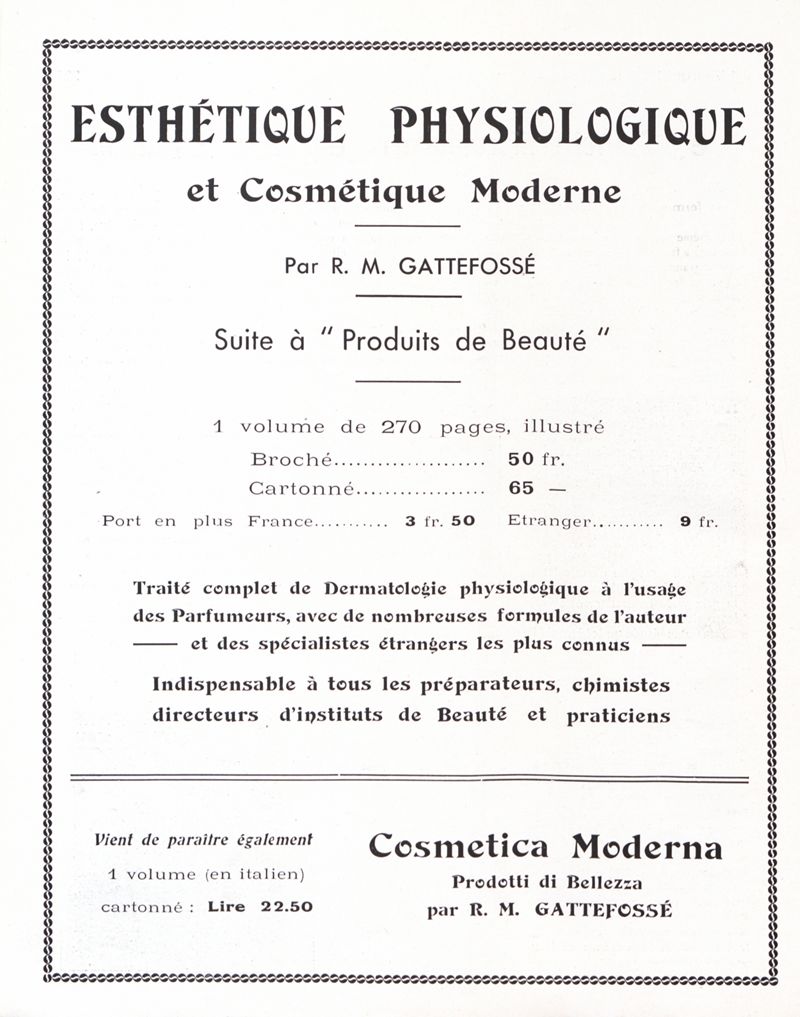 ESTHÉTIQUE PHYSIOLOGIQUE
et Cosmétique Moderne
Par R. M. GATTEFOSSÉ
Suite à "Produits de Beauté"
1 volume de 270 pages, illustré
Broché..................... 50 fr.
Cartonné.................. 65 —
Port en plus France........... 3 fr. 50 Etranger............ 9 fr.
Traité complet de Dermatologie physiologique à l'usage
des Parfumeurs, avec de nombreuses formules de l'auteur
— et des spécialistes étrangers les plus connus —
Indispensable à tous les préparateurs, chimistes
directeurs d'instituts de Beauté et praticiens
Vient de paraître également
1 volume (en italien)
cartonné : Lire 22.50
Cosmetica Moderna
Prodotti di Bellezza
par R. M. GATTEFOSSÉ